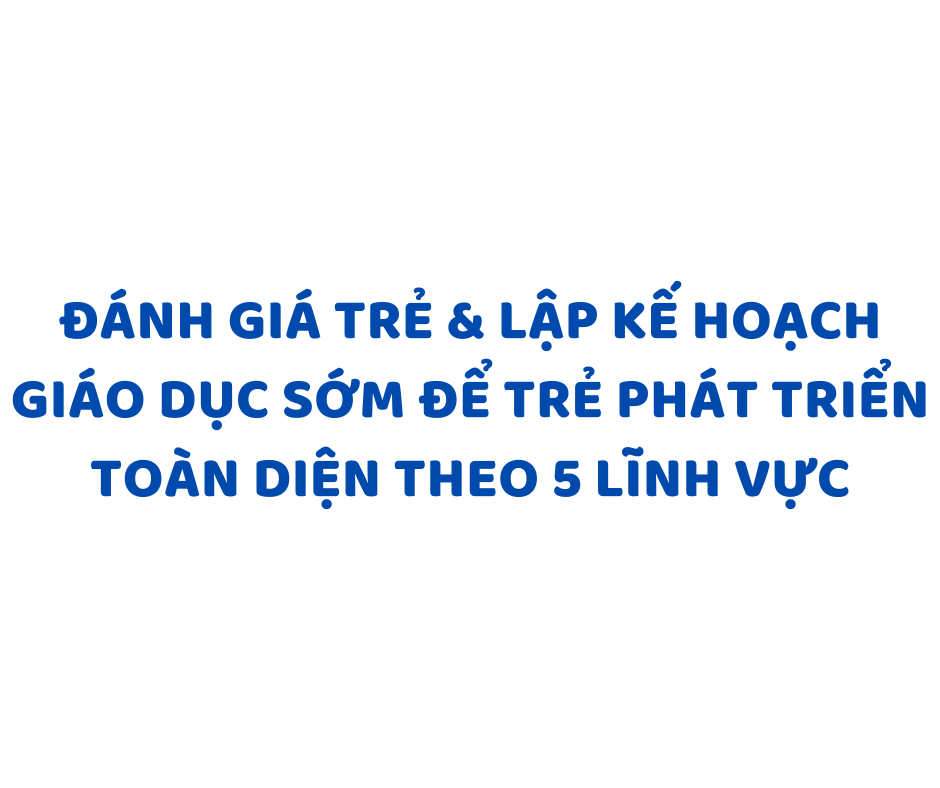 ĐÁNH GIÁ TRẺ & LẬP KẾ HOẠCH
GIÁO DỤC SỚM ĐỂ TRẺ PHÁT TRIỂN
TOÀN DIỆN THEO 5 LĨNH VỰC